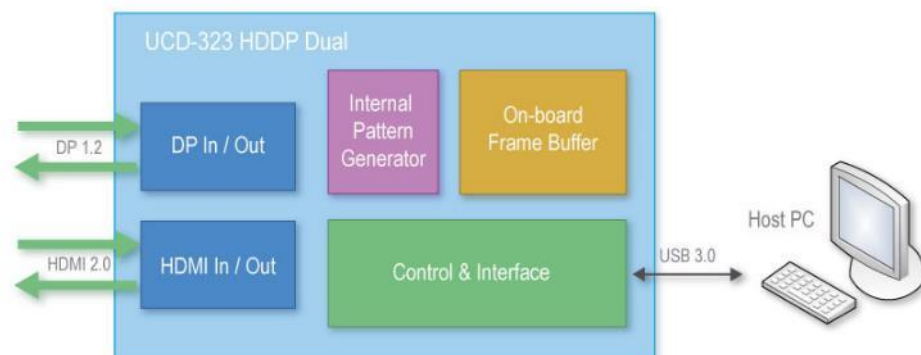 UCD-323 HDDP Dual
DP In / Out
Internal
Pattern
Generator
On-board
Frame Buffer
DP 1.2
HDMI In / Out
HDMI 2.0
Control & Interface
USB 3.0
Host PC